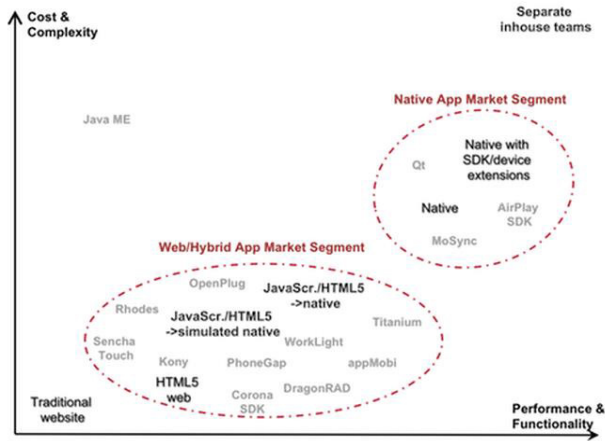 Cost &
Complexity
Separate
inhouse teams
Native App Market Segment
Java ME
Native with
SDK/device
extensions
Qt
Native
AirPlay
SDK
MoSync
Web/Hybrid App Market Segment
OpenPlug
JavaScr./HTML5
->native
Rhodes
JavaScr./HTML5
->simulated native
Titanium
Sencha
Touch
WorkLight
Kony
PhoneGap
appMobi
HTML5
web
Corona
SDK
DragonRAD
Traditional
website
Performance &
Functionality